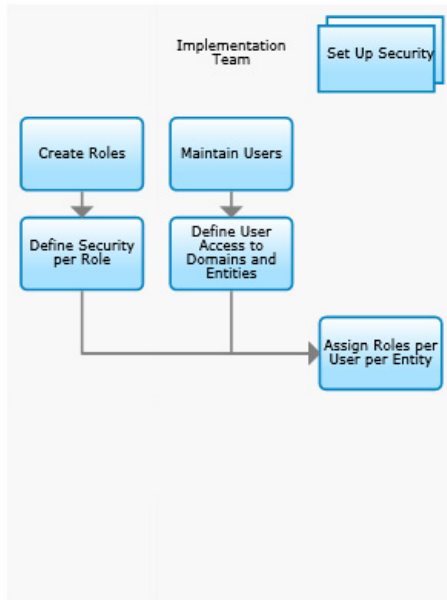 Implementation
Team
Set Up Security
Create Roles
Maintain Users
Define Security
per Role
Define User
Access to
Domains and
Entities
Assign Roles per
User per Entity